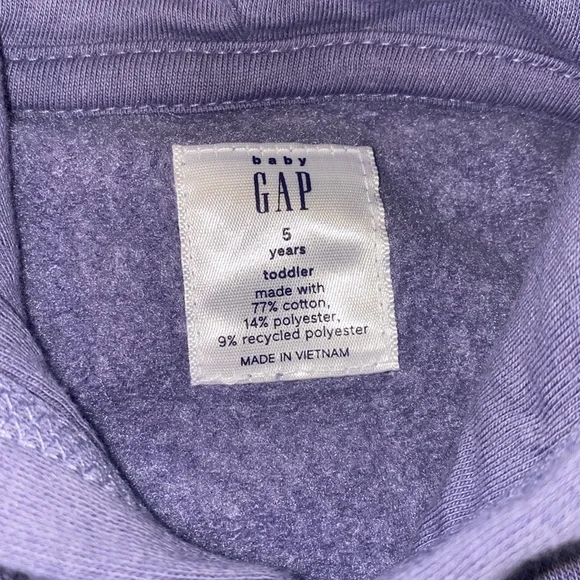 baby
GAP
5
years
toddler
made with
77% cotton,
14% polyester,
9% recycled polyester
MADE IN VIETNAM